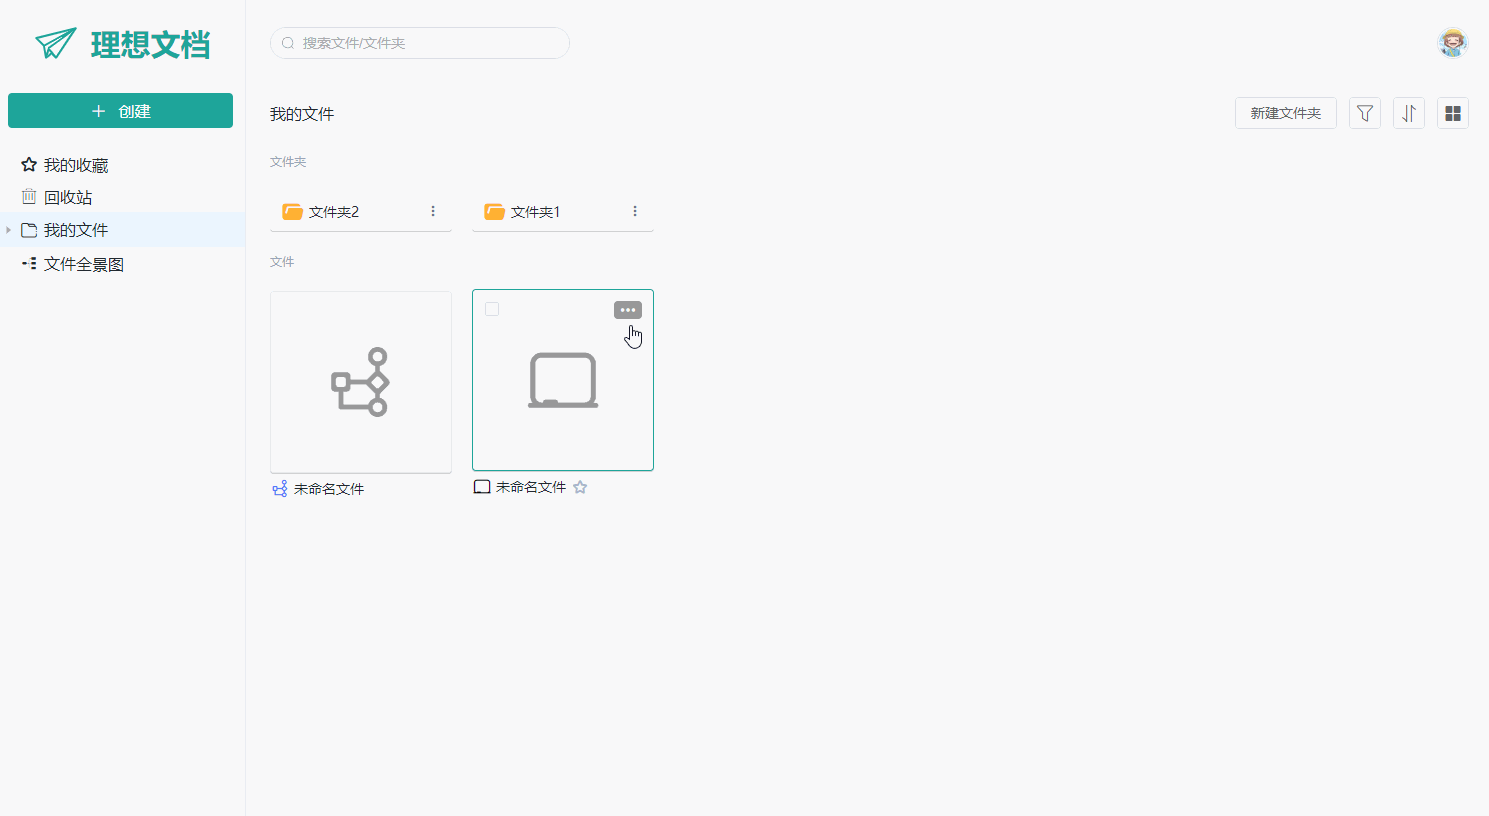 理想文档
搜索文件/文件夹
创建
我的文件
新建文件夹
我的收藏
回收站
我的文件
文件全景图
文件夹
文件夹2
文件夹1
文件
未命名文件
未命名文件